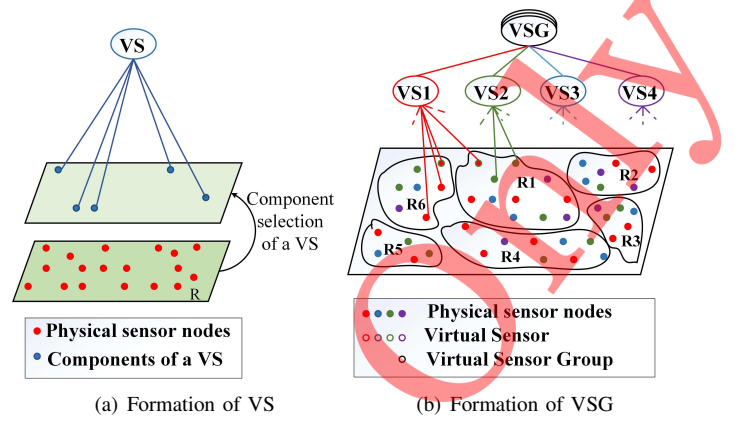 VS
Component
selection
of a VS
R
Physical sensor nodes
Components of a VS
(a) Formation of VS
VSG
VS1 VS2 VS3 VS4
R1
R2
R6
R3
R5
R4
Physical sensor nodes
Virtual Sensor
Virtual Sensor Group
(b) Formation of VSG
only